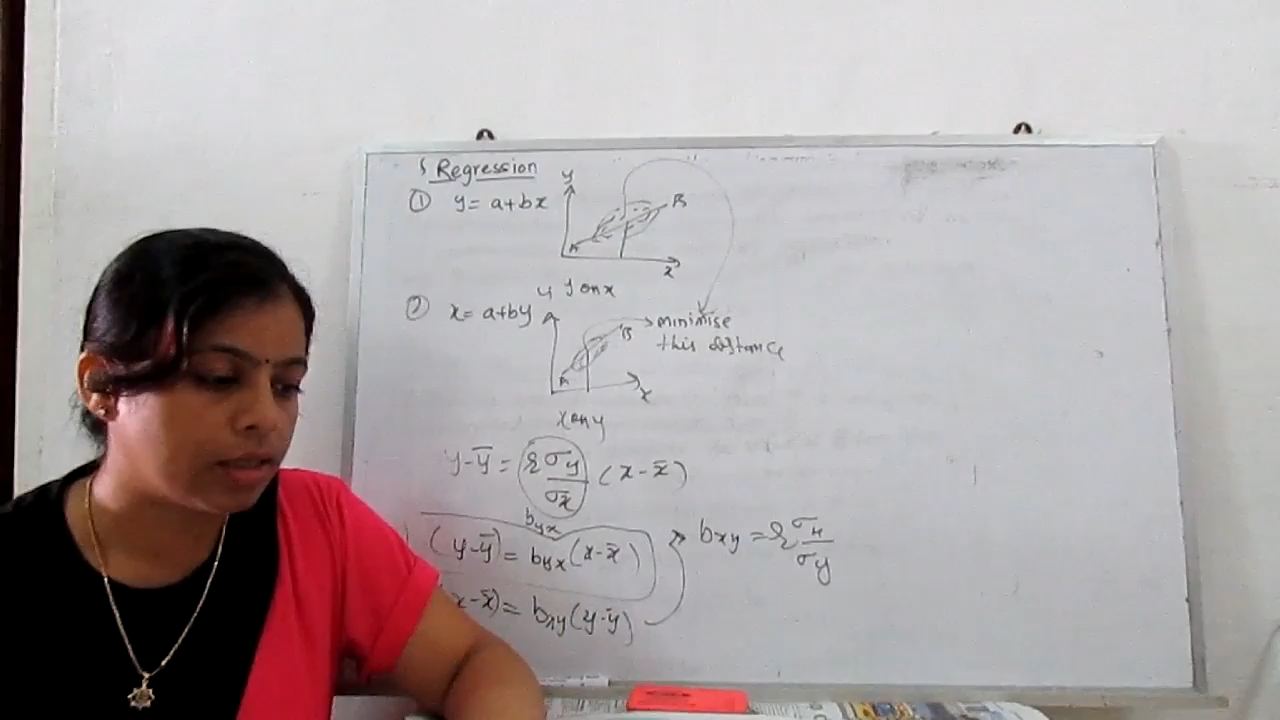 Regression
① y = a+bx
y
A
B
x
y on x
② x = a+by
y
A
B
x
minimise
this distance
x on y
y-ȳ = r σy/σx (x-x̄)
byx
(y-ȳ) = byx(x-x̄)
x-x̄) = bxy(y-ȳ)
bxy = r σx/σy